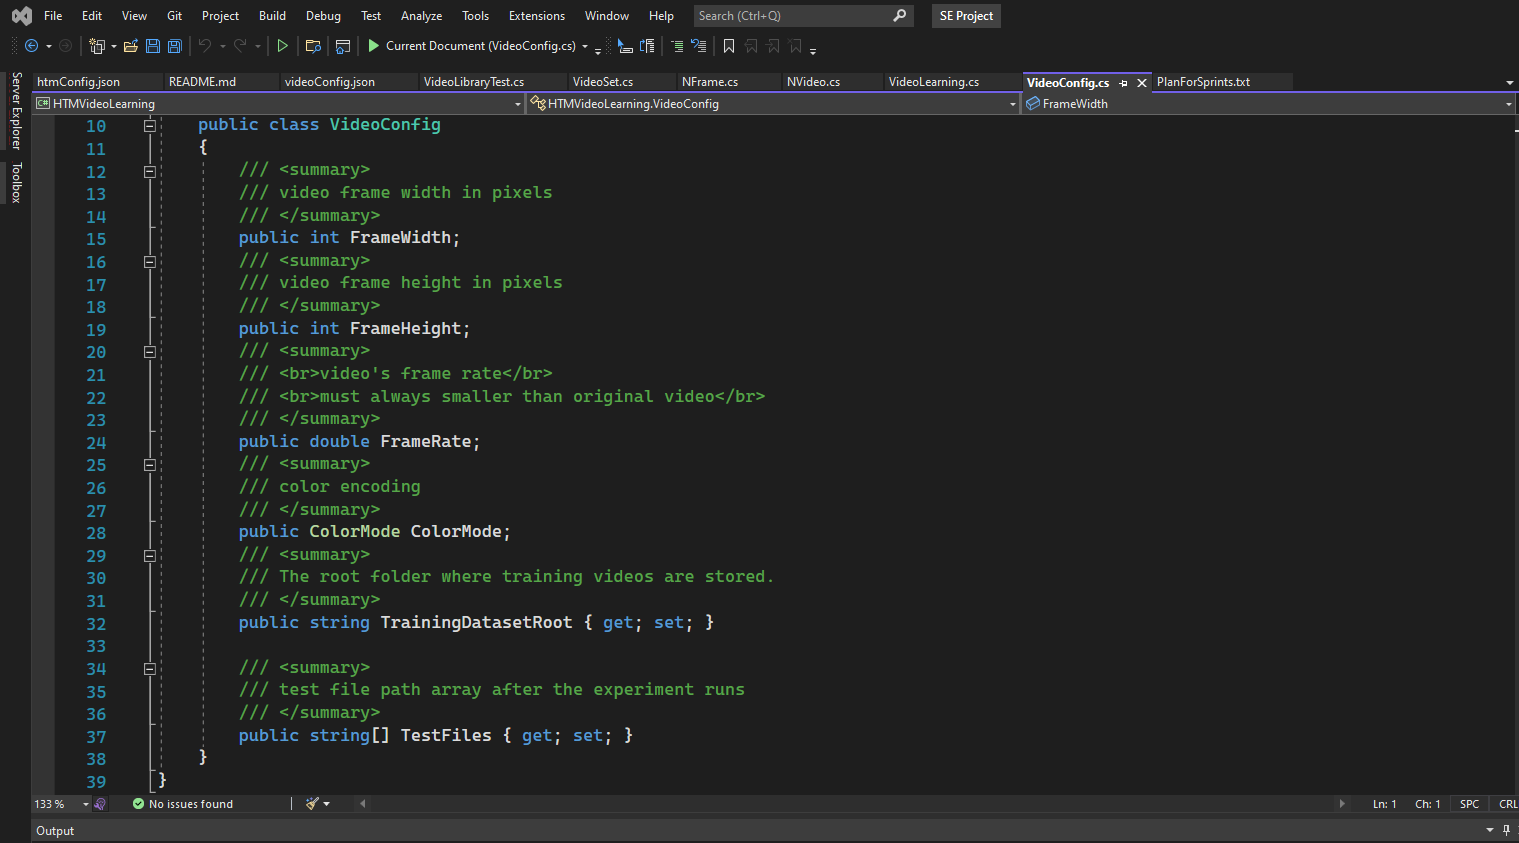 File Edit View Git Project Build Debug Test Analyze Tools Extensions Window Help Search (Ctrl+Q) SE Project
Current Document (VideoConfig.cs)
Server Explorer
Toolbox
htmConfig.json README.md videoConfig.json VideoLibraryTest.cs VideoSet.cs NFrame.cs NVideo.cs VideoLearning.cs VideoConfig.cs PlanForSprints.txt
C# HTMVideoLearning HTMVideoLearning.VideoConfig FrameWidth
10 public class VideoConfig
11 {
12 /// <summary>
13 /// video frame width in pixels
14 /// </summary>
15 public int FrameWidth;
16 /// <summary>
17 /// video frame height in pixels
18 /// </summary>
19 public int FrameHeight;
20 /// <summary>
21 /// <br>video's frame rate</br>
22 /// <br>must always smaller than original video</br>
23 /// </summary>
24 public double FrameRate;
25 /// <summary>
26 /// color encoding
27 /// </summary>
28 public ColorMode ColorMode;
29 /// <summary>
30 /// The root folder where training videos are stored.
31 /// </summary>
32 public string TrainingDatasetRoot { get; set; }
33
34 /// <summary>
35 /// test file path array after the experiment runs
36 /// </summary>
37 public string[] TestFiles { get; set; }
38 }
39 }
133 % No issues found Ln: 1 Ch: 1 SPC CRL
Output